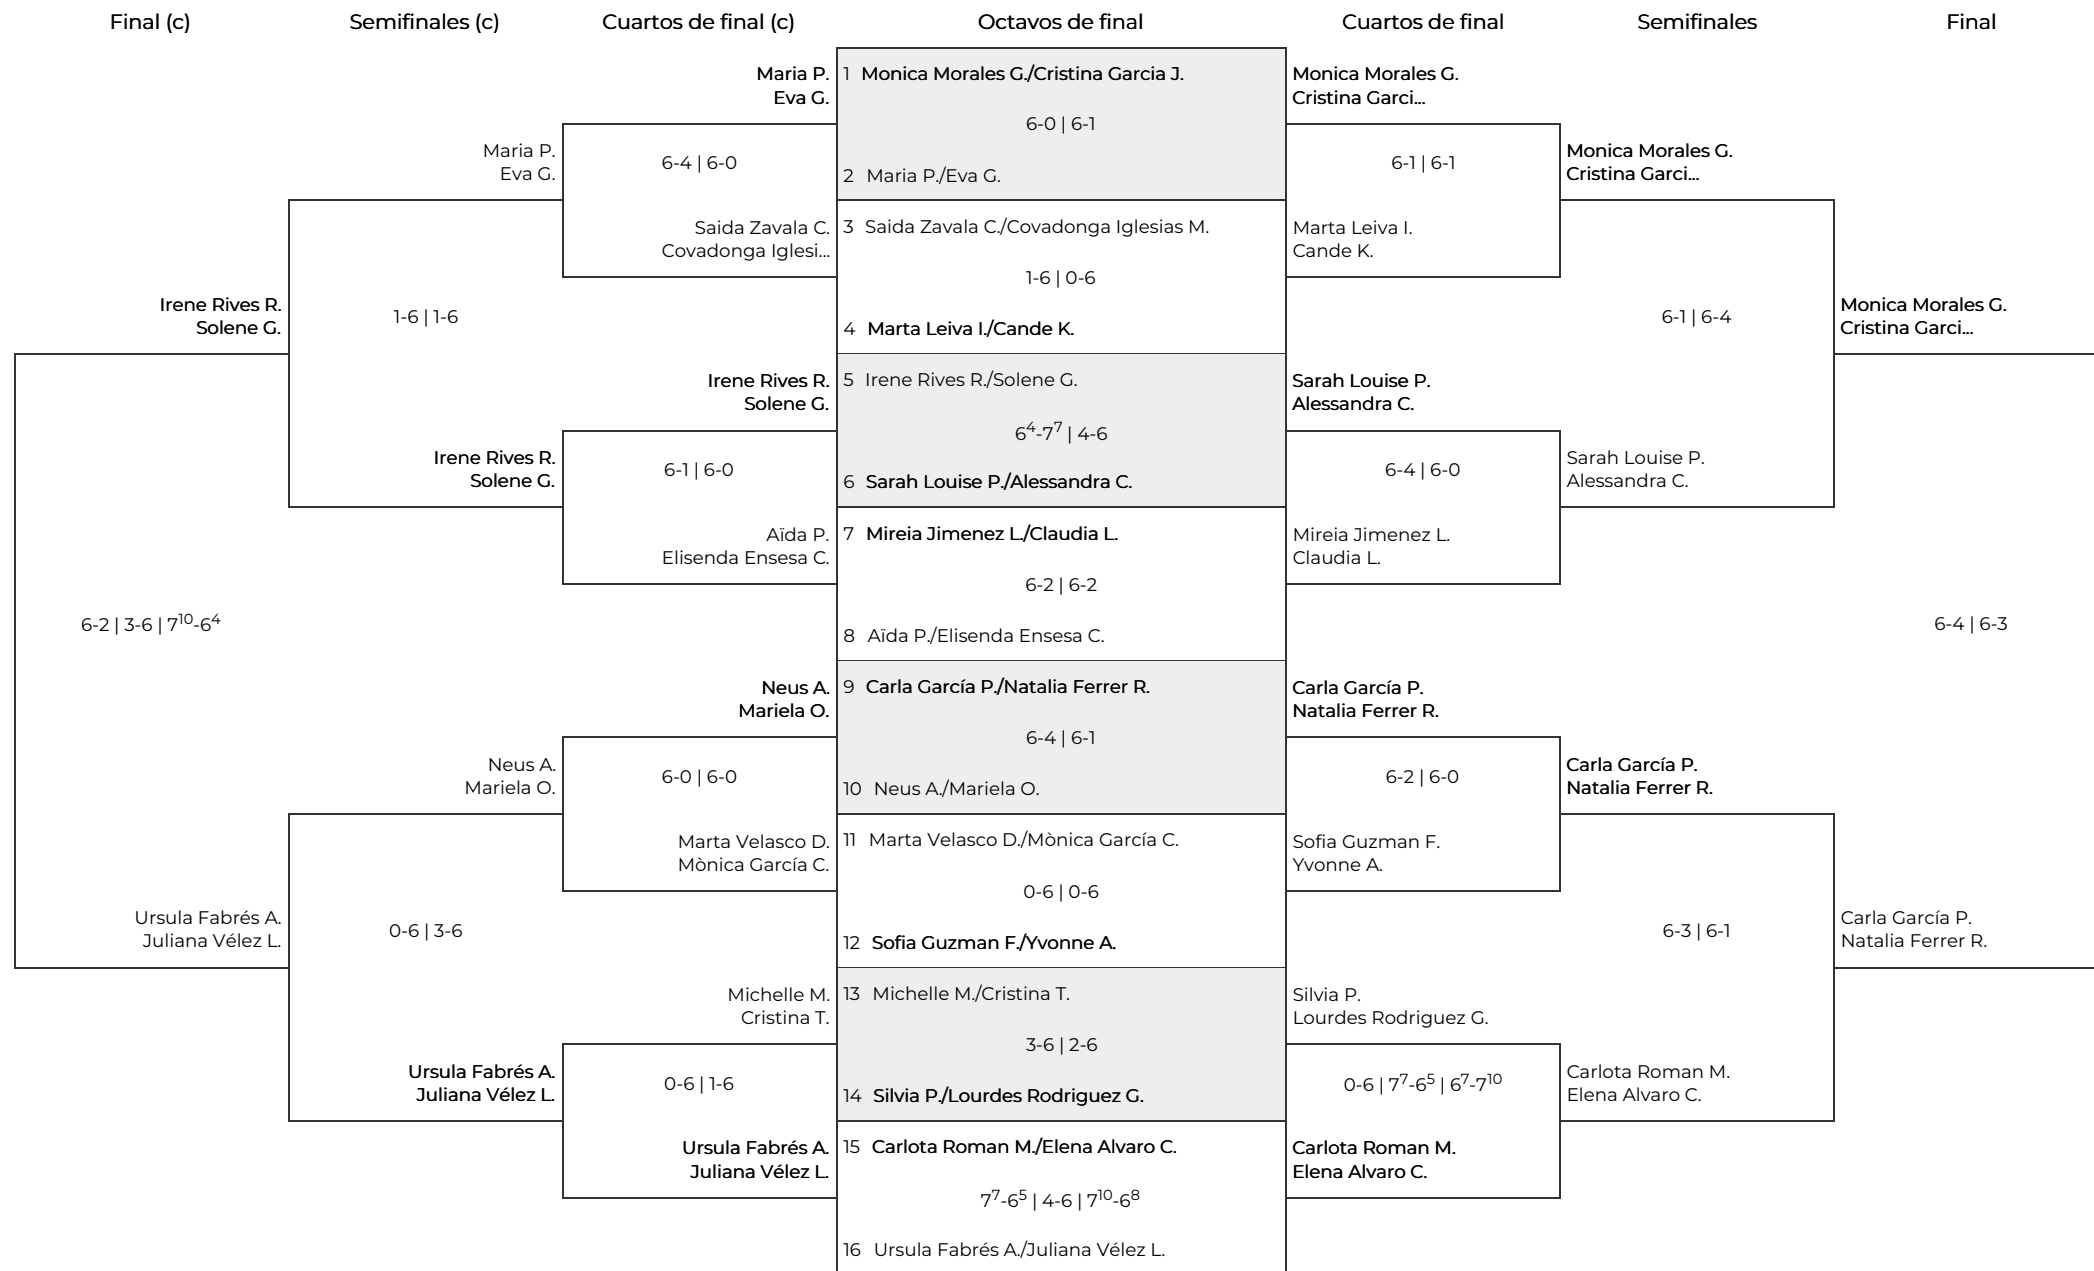 Final (c)
Semifinales (c)
Cuartos de final (c)
Octavos de final
Cuartos de final
Semifinales
Final
Irene Rives R.
Solene G.
6-2 | 3-6 | 7¹⁰-6⁴
Ursula Fabrés A.
Juliana Vélez L.
Maria P.
Eva G.
1-6 | 1-6
Irene Rives R.
Solene G.
Neus A.
Mariela O.
0-6 | 3-6
Ursula Fabrés A.
Juliana Vélez L.
Maria P.
Eva G.
6-4 | 6-0
Saida Zavala C.
Covadonga Iglesi...
Irene Rives R.
Solene G.
6-1 | 6-0
Aïda P.
Elisenda Ensesa C.
Neus A.
Mariela O.
6-0 | 6-0
Marta Velasco D.
Mònica García C.
Michelle M.
Cristina T.
0-6 | 1-6
Ursula Fabrés A.
Juliana Vélez L.
1 Monica Morales G./Cristina Garcia J.
6-0 | 6-1
2 Maria P./Eva G.
3 Saida Zavala C./Covadonga Iglesias M.
1-6 | 0-6
4 Marta Leiva I./Cande K.
5 Irene Rives R./Solene G.
6⁴-7⁷ | 4-6
6 Sarah Louise P./Alessandra C.
7 Mireia Jimenez L./Claudia L.
6-2 | 6-2
8 Aïda P./Elisenda Ensesa C.
9 Carla García P./Natalia Ferrer R.
6-4 | 6-1
10 Neus A./Mariela O.
11 Marta Velasco D./Mònica García C.
0-6 | 0-6
12 Sofia Guzman F./Yvonne A.
13 Michelle M./Cristina T.
3-6 | 2-6
14 Silvia P./Lourdes Rodriguez G.
15 Carlota Roman M./Elena Alvaro C.
7⁷-6⁵ | 4-6 | 7¹⁰-6⁸
16 Ursula Fabrés A./Juliana Vélez L.
Monica Morales G.
Cristina Garci...
6-1 | 6-1
Marta Leiva I.
Cande K.
Sarah Louise P.
Alessandra C.
6-4 | 6-0
Mireia Jimenez L.
Claudia L.
Carla García P.
Natalia Ferrer R.
6-2 | 6-0
Sofia Guzman F.
Yvonne A.
Silvia P.
Lourdes Rodriguez G.
0-6 | 7⁷-6⁵ | 6⁷-7¹⁰
Carlota Roman M.
Elena Alvaro C.
Monica Morales G.
Cristina Garci...
6-1 | 6-4
Sarah Louise P.
Alessandra C.
Carla García P.
Natalia Ferrer R.
6-3 | 6-1
Carlota Roman M.
Elena Alvaro C.
Monica Morales G.
Cristina Garci...
6-4 | 6-3
Carla García P.
Natalia Ferrer R.